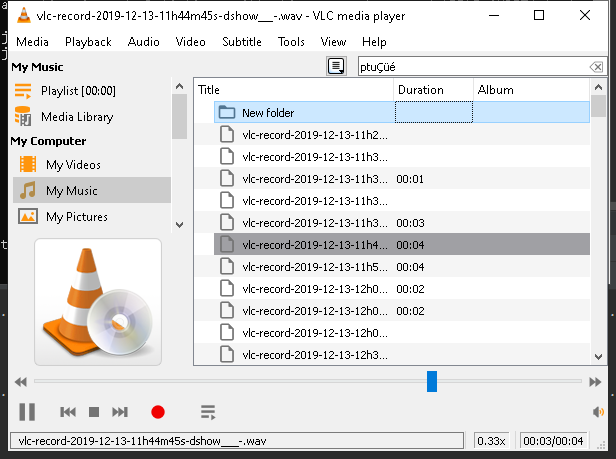 vlc-record-2019-12-13-11h44m45s-dshow___-.wav - VLC media player
Media Playback Audio Video Subtitle Tools View Help
My Music
ptuÇüé
Playlist [00:00]
Media Library
My Computer
My Videos
My Music
My Pictures
Title Duration Album
New folder
vlc-record-2019-12-13-11h2...
vlc-record-2019-12-13-11h3...
vlc-record-2019-12-13-11h3... 00:01
vlc-record-2019-12-13-11h3...
vlc-record-2019-12-13-11h3... 00:03
vlc-record-2019-12-13-11h4... 00:04
vlc-record-2019-12-13-11h5... 00:04
vlc-record-2019-12-13-12h0... 00:02
vlc-record-2019-12-13-12h0... 00:02
vlc-record-2019-12-13-12h0...
vlc-record-2019-12-13-12h3...
vlc-record-2019-12-13-11h44m45s-dshow___-.wav 0.33x 00:03/00:04